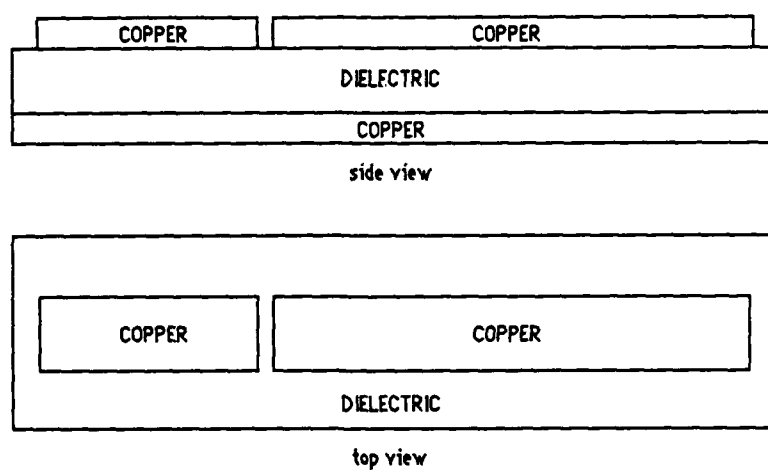 COPPER COPPER
DIELECTRIC
COPPER
side view
COPPER COPPER
DIELECTRIC
top view